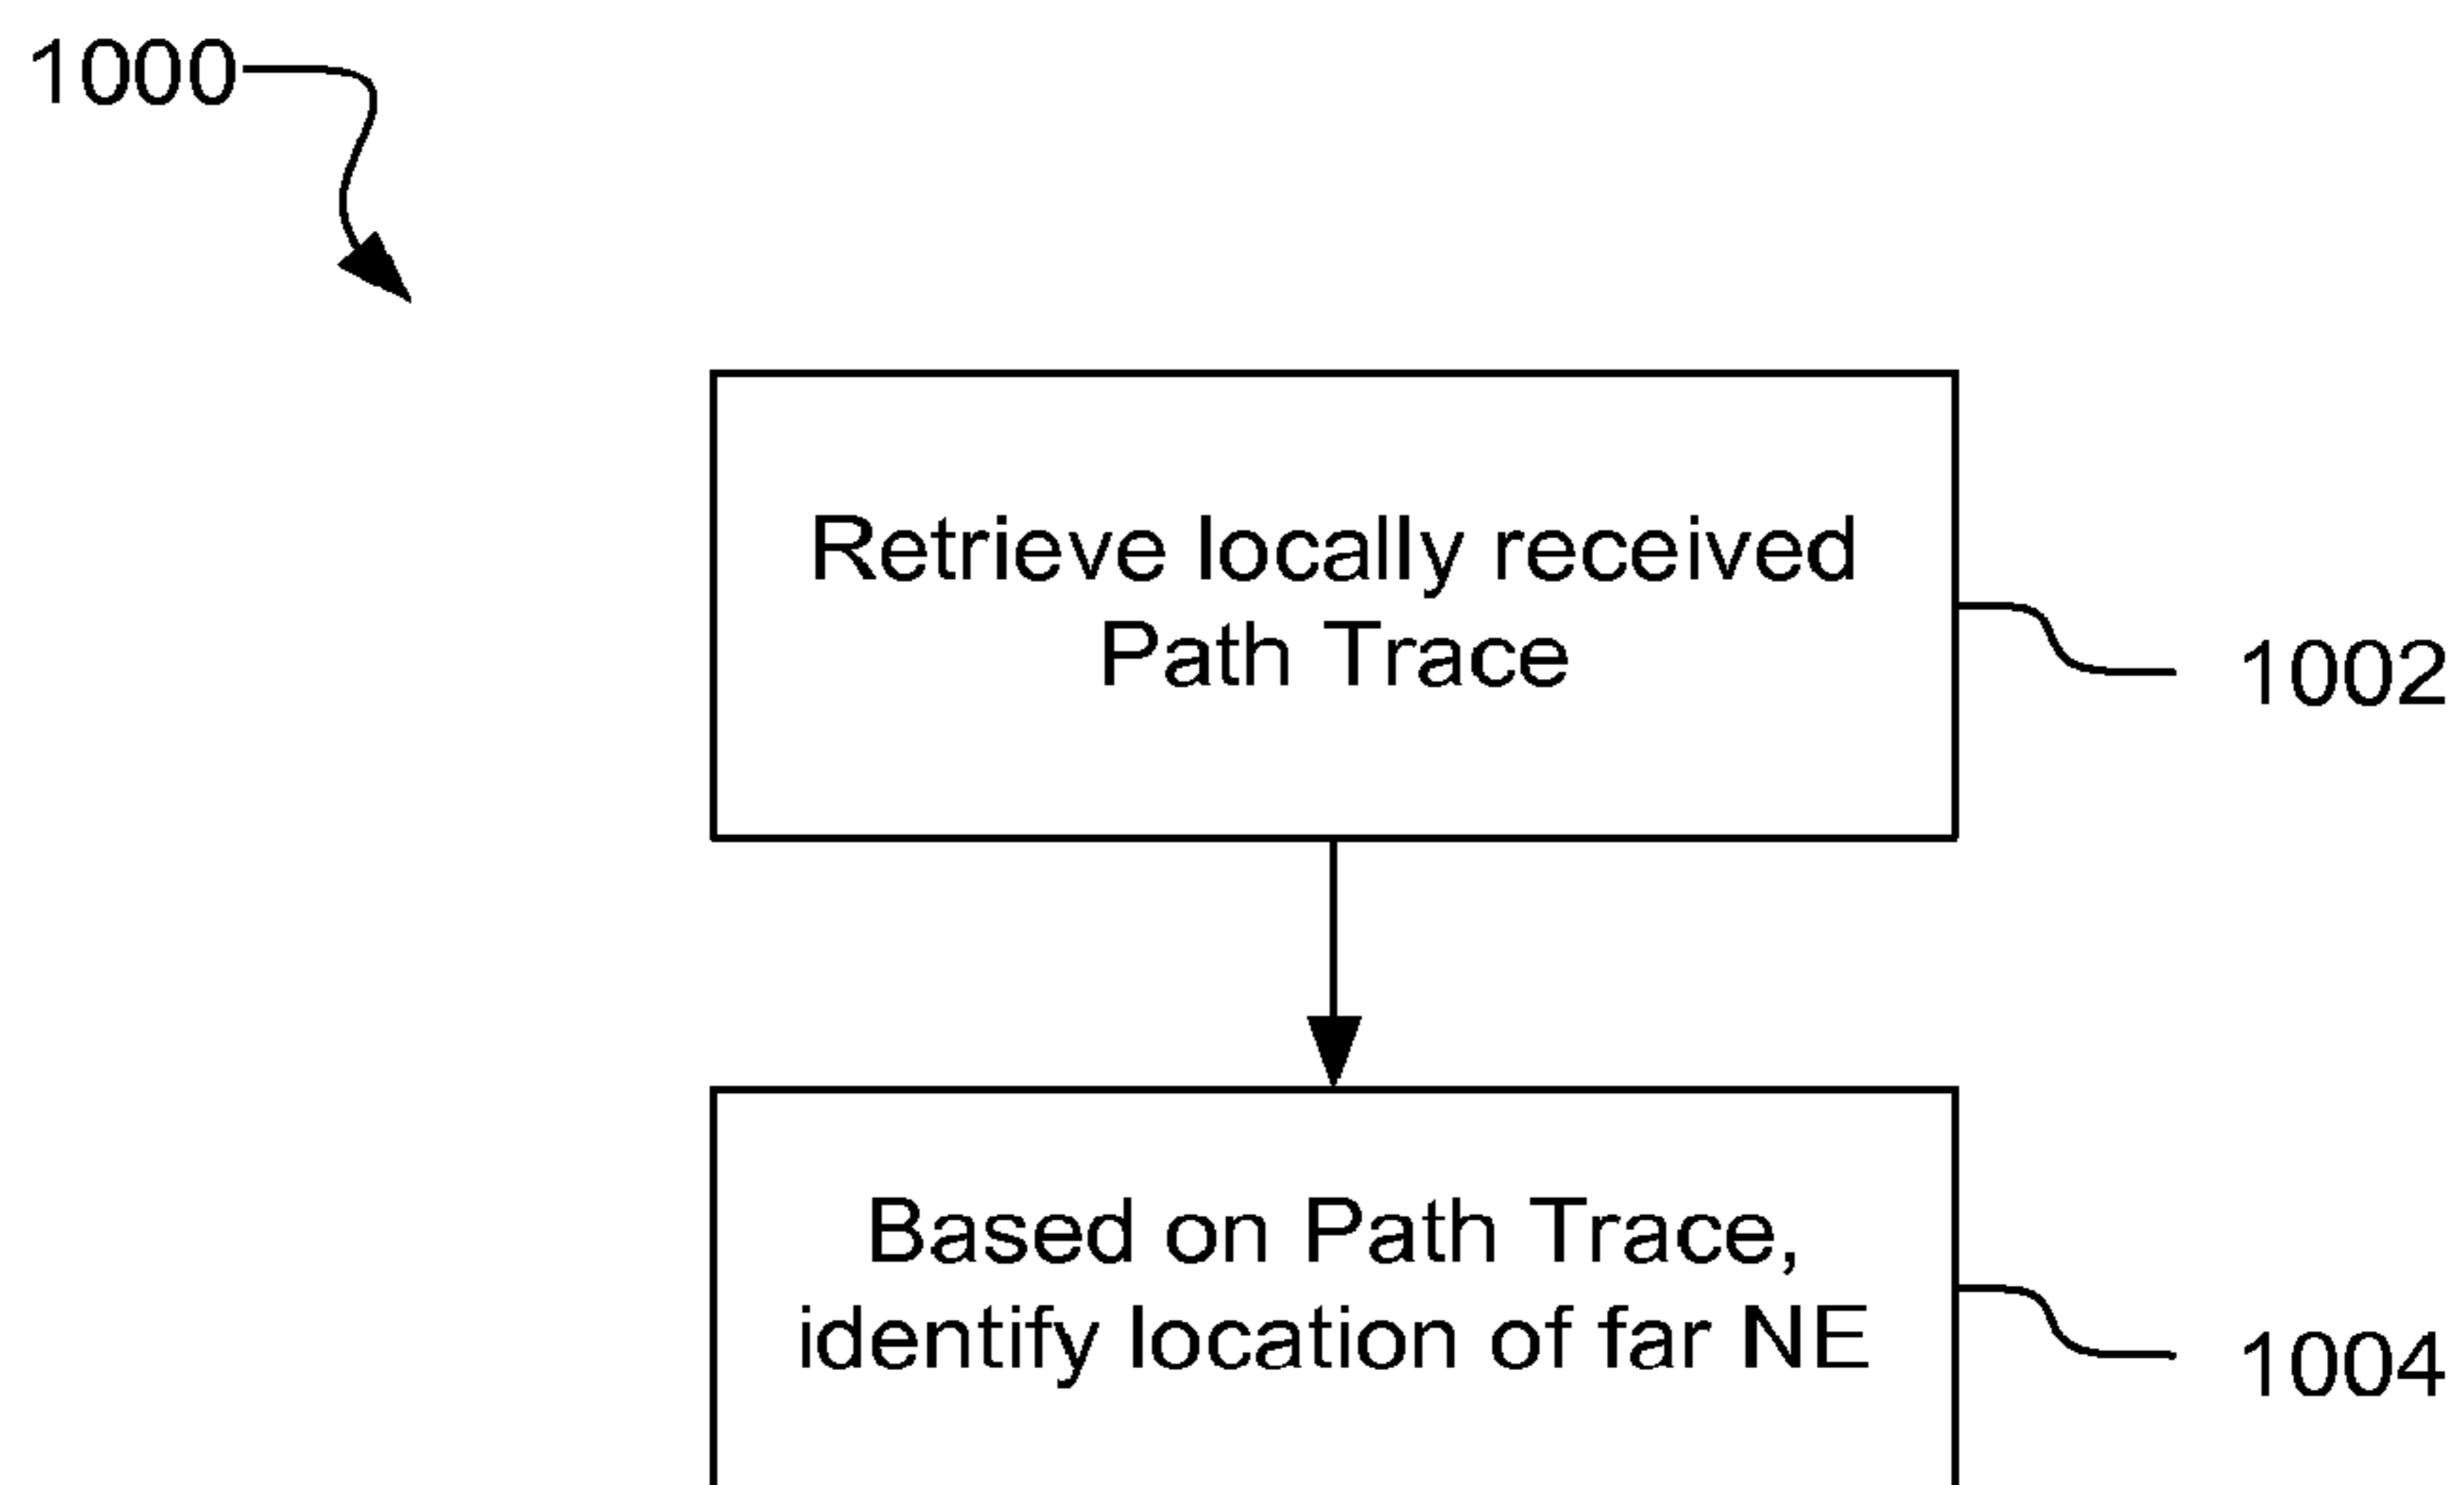 1000
Retrieve locally received
Path Trace
1002
Based on Path Trace,
identify location of far NE
1004